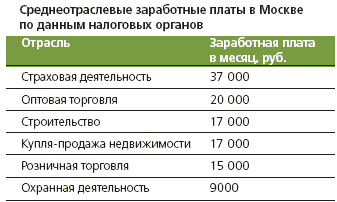 Среднеотраслевые заработные платы в Москве
по данным налоговых органов
Отрасль Заработная плата
в месяц, руб.
Страховая деятельность 37 000
Оптовая торговля 20 000
Строительство 17 000
Купля-продажа недвижимости 17 000
Розничная торговля 15 000
Охранная деятельность 9000